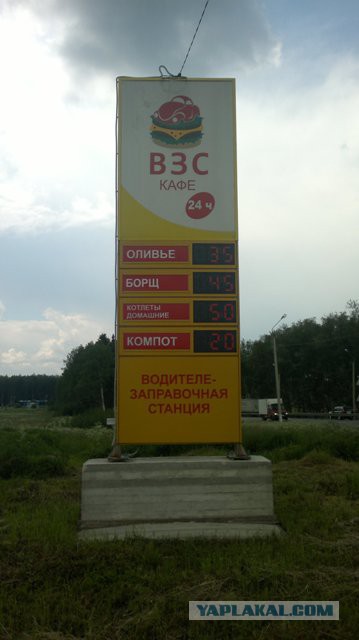 ВЗС
КАФЕ
24 ч
ОЛИВЬЕ 35
БОРЩ 45
КОТЛЕТЫ
ДОМАШНИЕ 50
КОМПОТ 20
ВОДИТЕЛЕ-
ЗАПРАВОЧНАЯ
СТАНЦИЯ
YAPLAKAL.COM